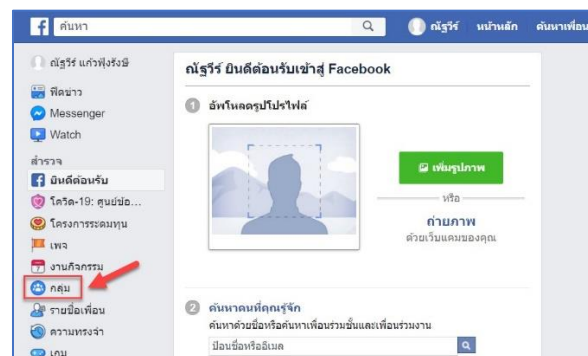 ค้นหา
ณัฐวีร์
หน้าหลัก
ค้นหาเพื่อน
ณัฐวีร์ แก้วฟุ้งรังษี
ฟีดข่าว
Messenger
Watch
สำรวจ
ยินดีต้อนรับ
โควิด-19: ศูนย์ข้อ...
โครงการระดมทุน
เพจ
งานกิจกรรม
กลุ่ม
รายชื่อเพื่อน
ความทรงจำ
เกม
ณัฐวีร์ ยินดีต้อนรับเข้าสู่ Facebook
1 อัพโหลดรูปโปรไฟล์
เพิ่มรูปภาพ
หรือ
ถ่ายภาพ
ด้วยเว็บแคมของคุณ
2 ค้นหาคนที่คุณรู้จัก
ค้นหาด้วยชื่อหรือค้นหาเพื่อนร่วมชั้นและเพื่อนร่วมงาน
ป้อนชื่อหรืออีเมล